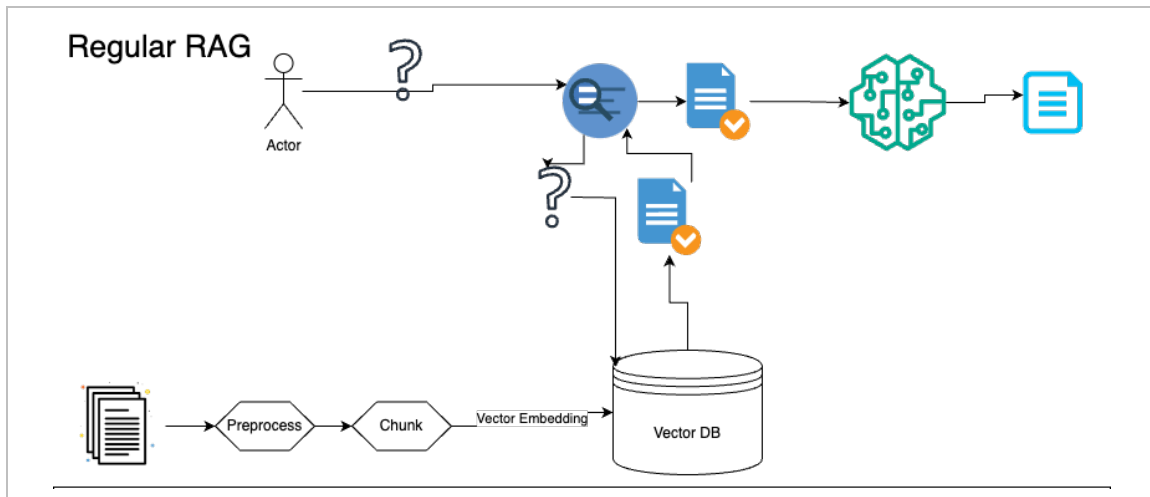 Regular RAG
Actor
Preprocess
Chunk
Vector Embedding
Vector DB